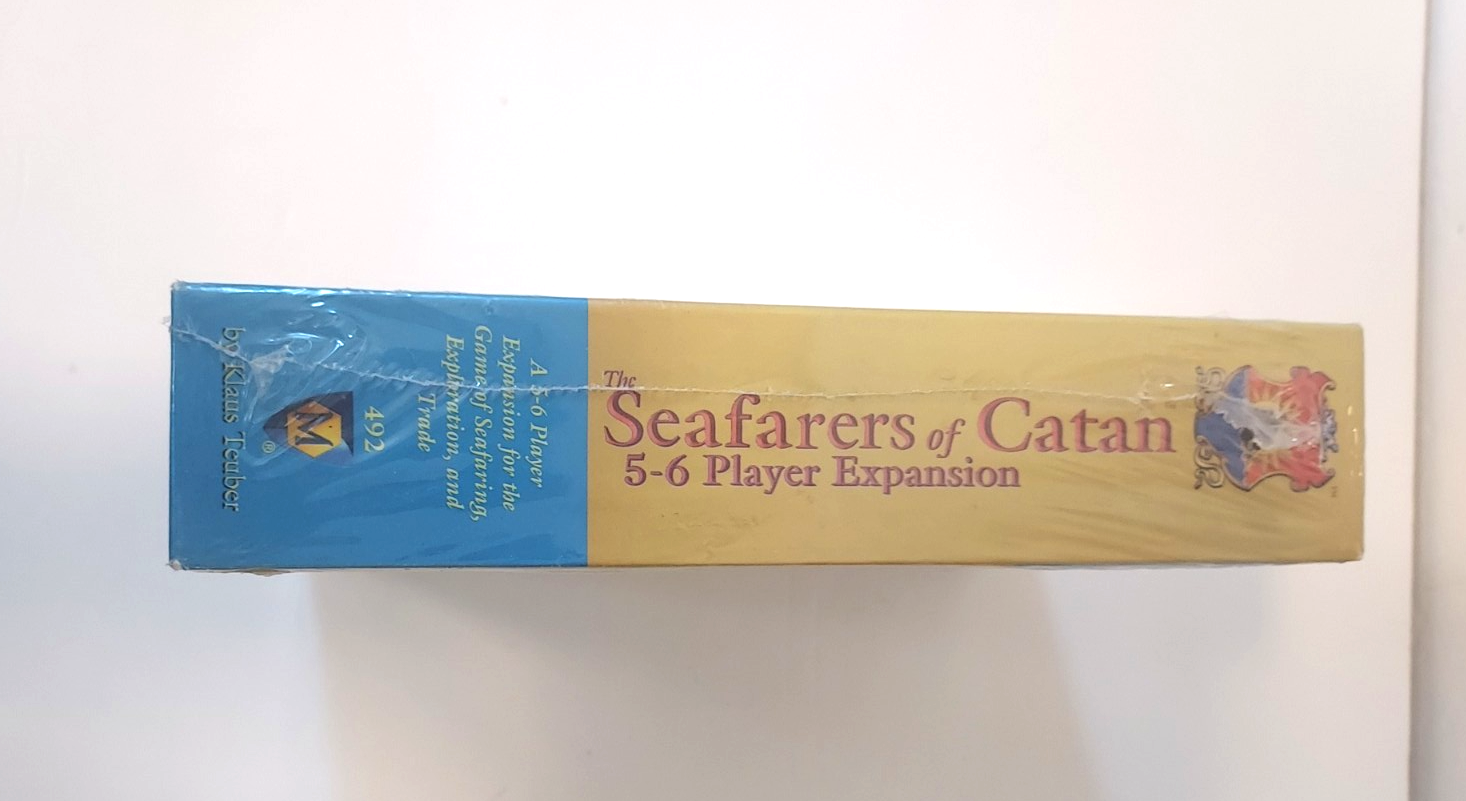 The
Seafarers of Catan
5-6 Player Expansion
™
A 5-6 Player
Expansion for the
Game of Seafaring,
Exploration, and
Trade
492
M
®
by Klaus Teuber